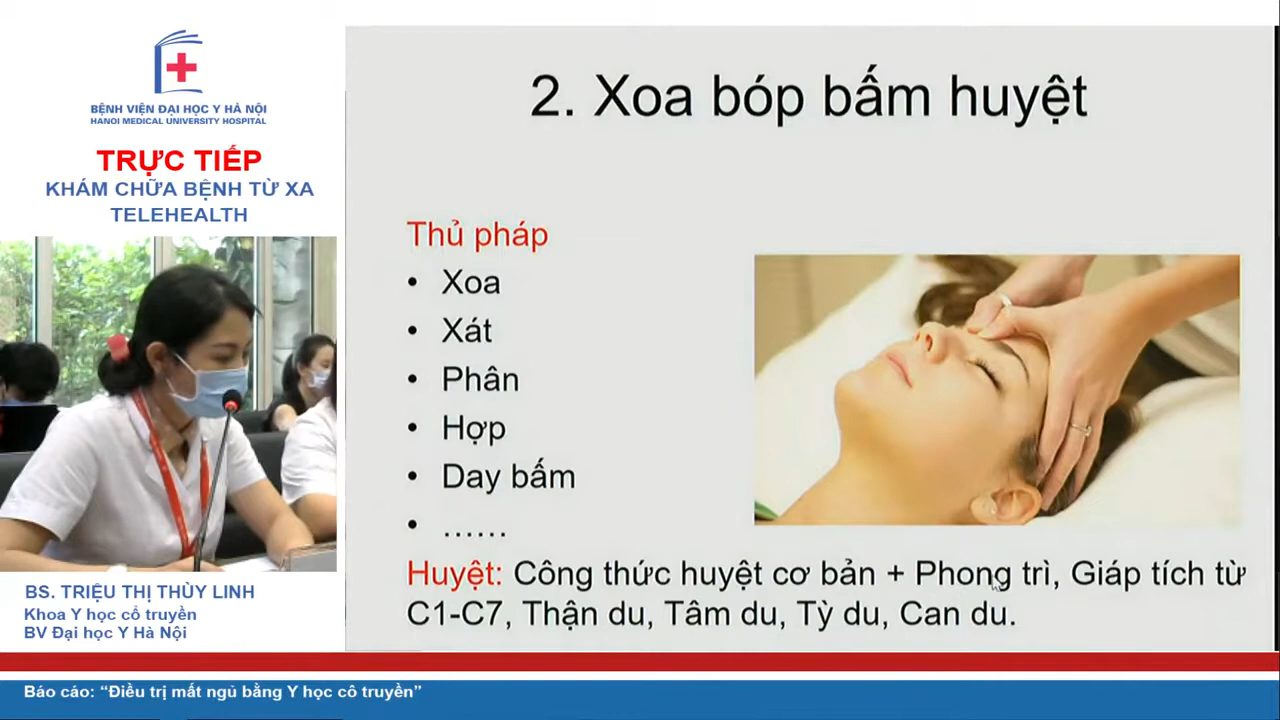 BỆNH VIỆN ĐẠI HỌC Y HÀ NỘI
HANOI MEDICAL UNIVERSITY HOSPITAL
TRỰC TIẾP
KHÁM CHỮA BỆNH TỪ XA
TELEHEALTH
2. Xoa bóp bấm huyệt
Thủ pháp
• Xoa
• Xát
• Phân
• Hợp
• Day bấm
• ......
Huyệt: Công thức huyệt cơ bản + Phong trì, Giáp tích từ
C1-C7, Thận du, Tâm du, Tỳ du, Can du.
BS. TRIỆU THỊ THÙY LINH
Khoa Y học cổ truyền
BV Đại học Y Hà Nội
Báo cáo: “Điều trị mất ngủ bằng Y học cô truyền”